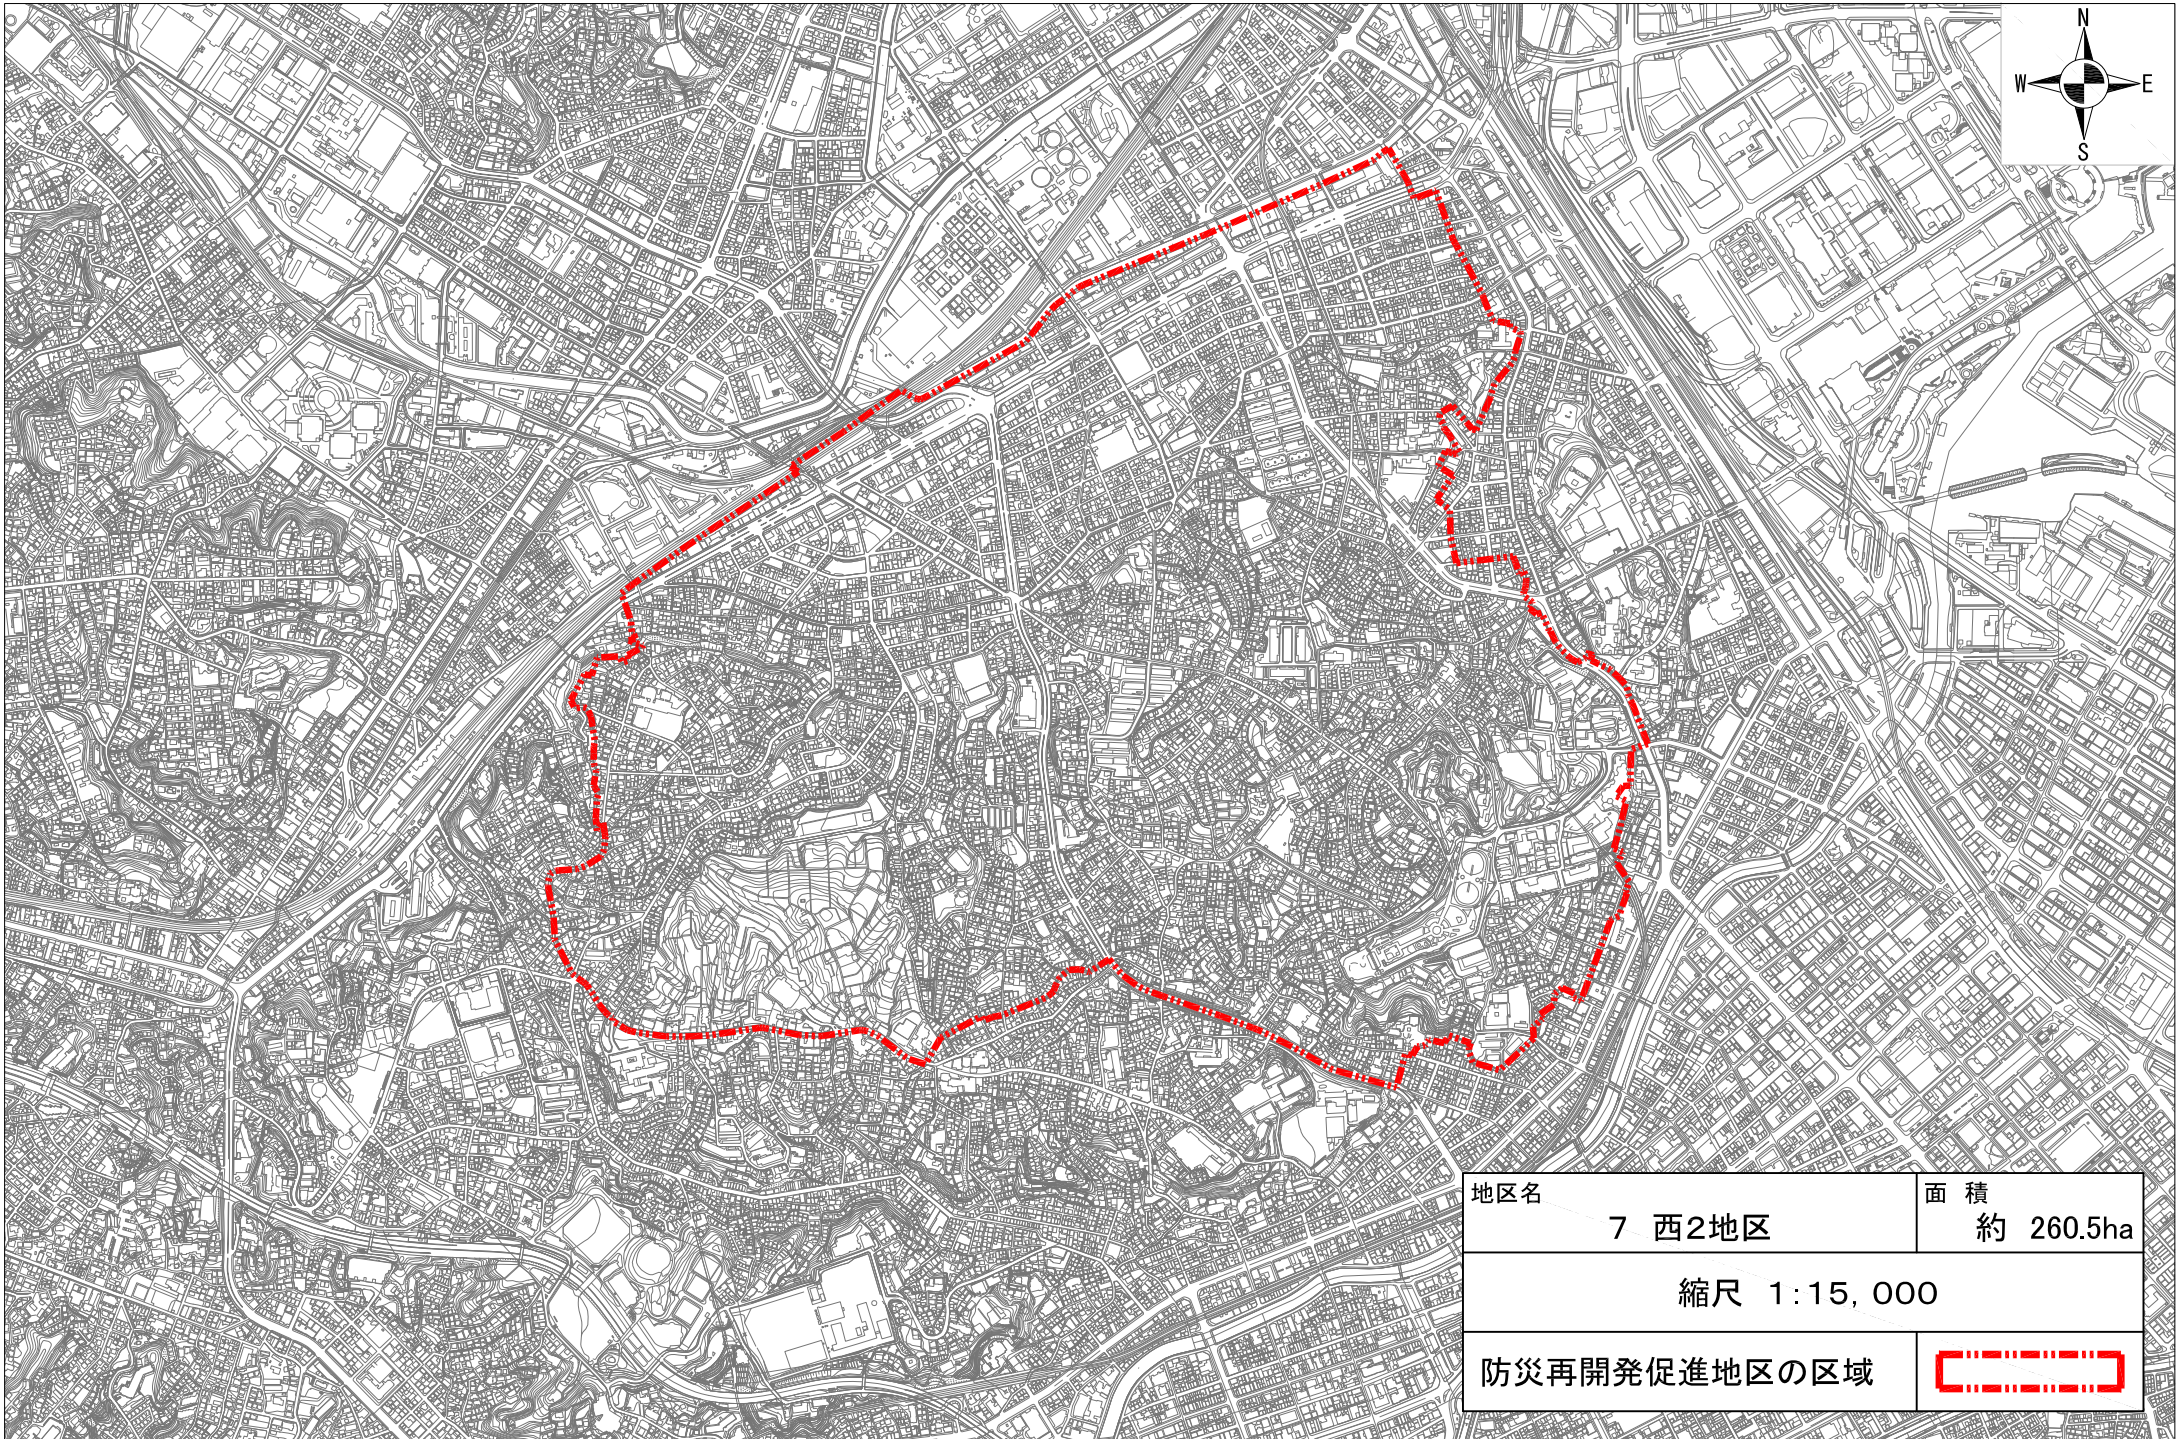 N
W E
S
地区名
7 西2地区
面 積
約 260.5ha
縮尺 1:15,000
防災再開発促進地区の区域